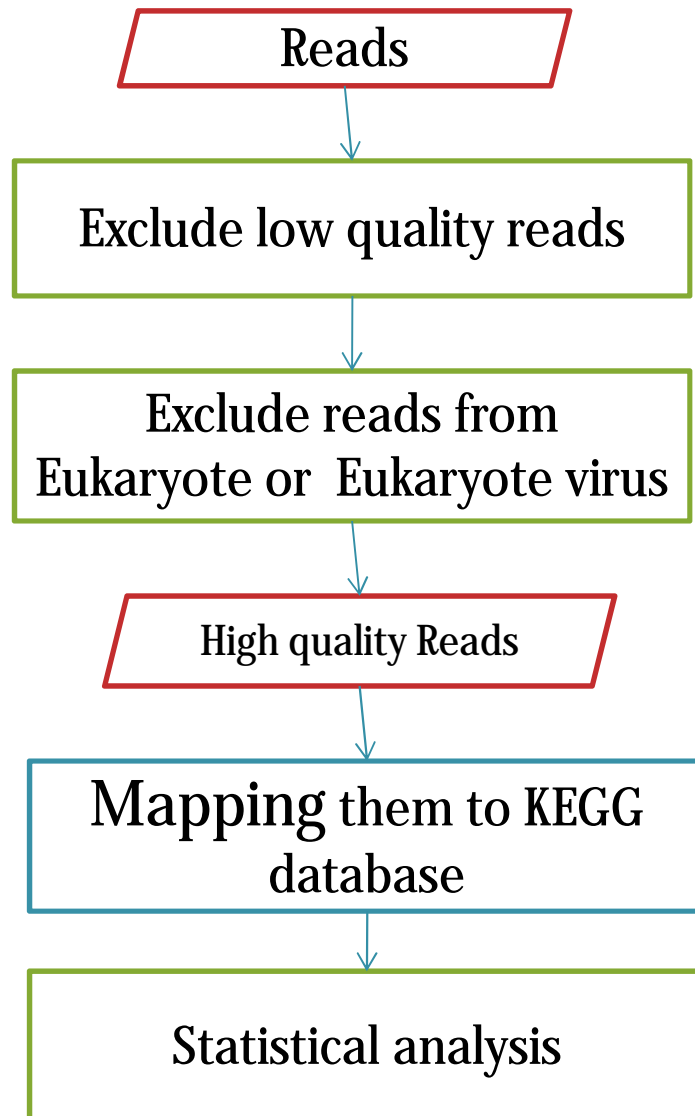 Reads
Exclude low quality reads
Exclude reads from
Eukaryote or  Eukaryote virus
High quality Reads
Mapping them to KEGG
database
Statistical analysis